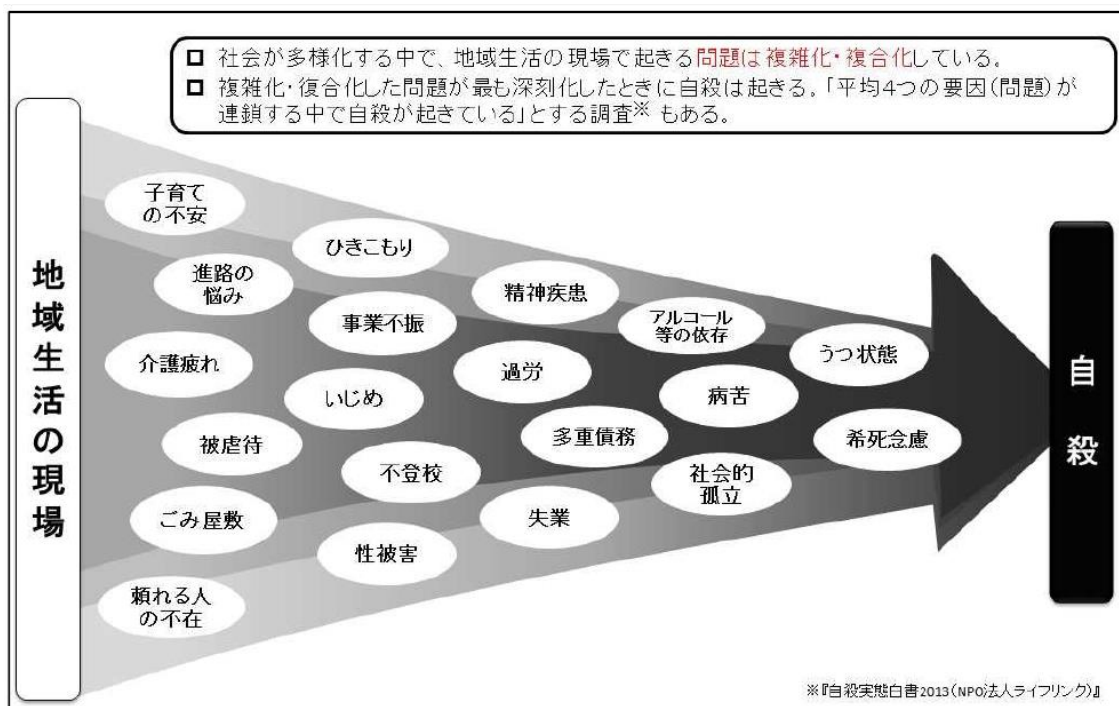 □ 社会が多様化する中で、地域生活の現場で起きる問題は複雑化・複合化している。
□ 複雑化・復合化した問題が最も深刻化したときに自殺は起きる。「平均4つの要因(問題)が
連鎖する中で自殺が起きている」とする調査※ もある。
地域生活の現場
子育て
の不安
進路の
悩み
介護疲れ
被虐待
ごみ屋敷
頼れる人
の不在
ひきこもり
事業不振
いじめ
不登校
性被害
精神疾患
過労
多重債務
失業
アルコール
等の依存
病苦
社会的
孤立
うつ状態
希死念慮
自殺
※『自殺実態白書2013(NPO法人ライフリンク)』